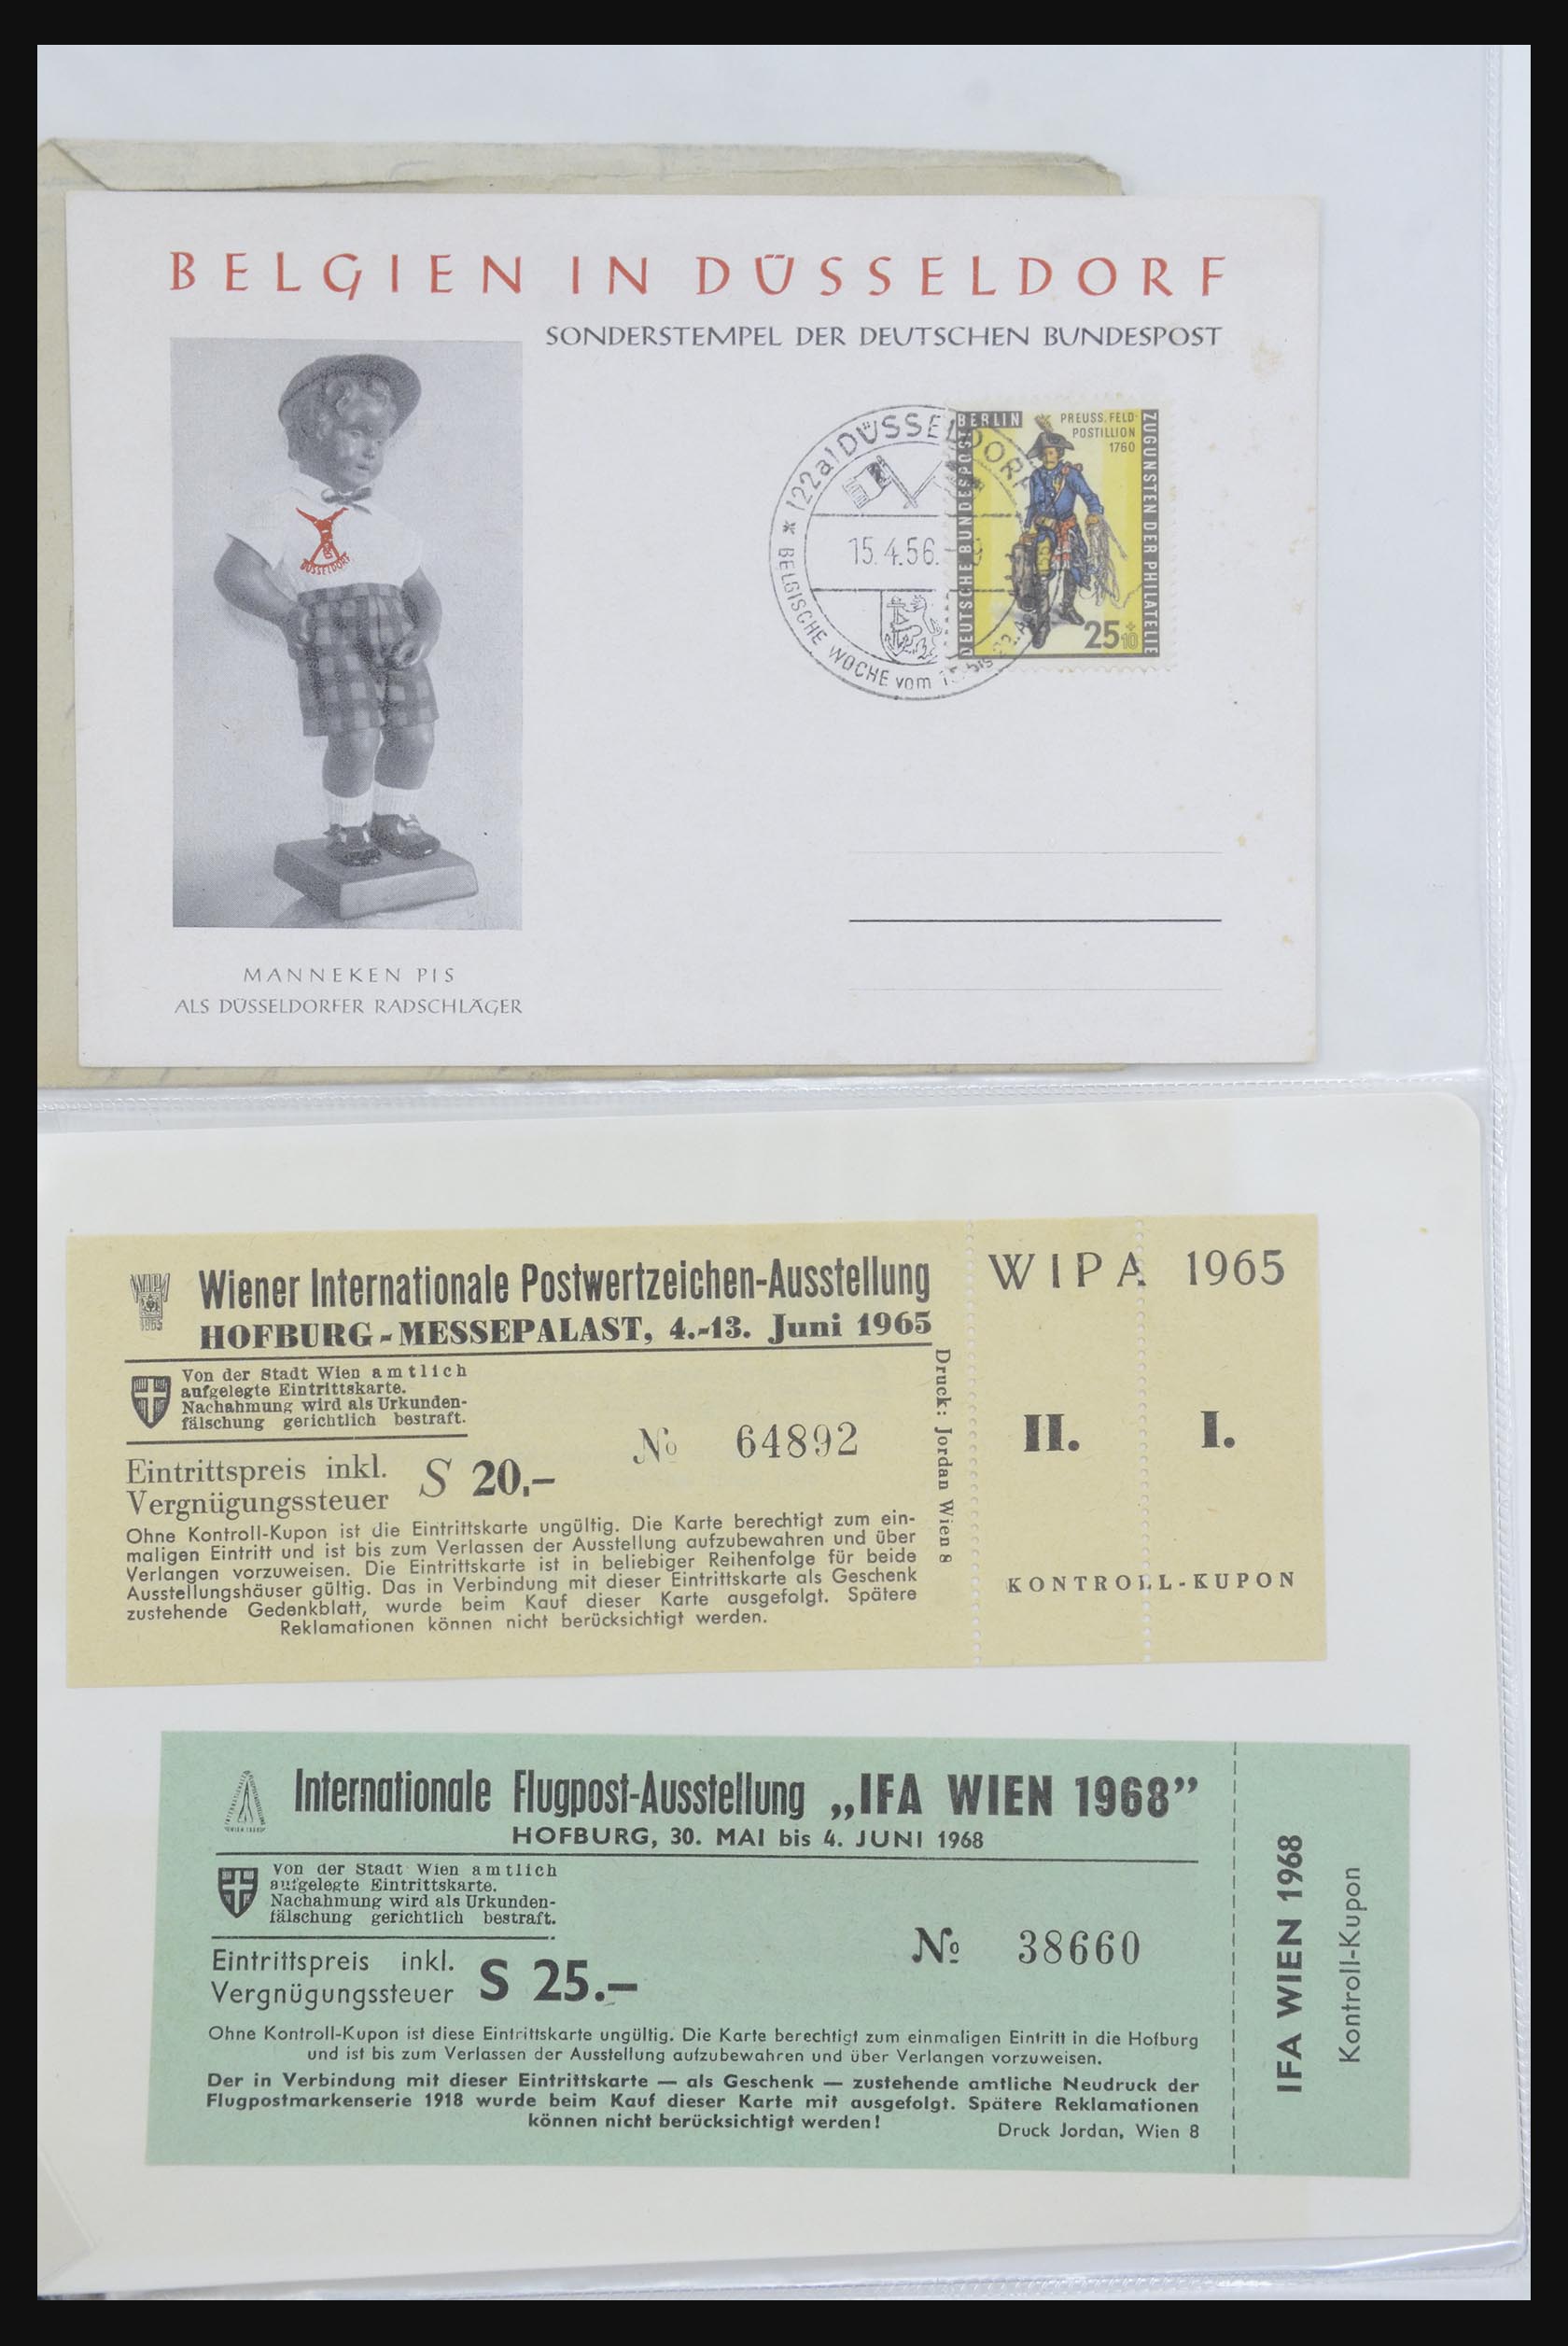 BELGIEN IN DÜSSELDORF
SONDERSTEMPEL DER DEUTSCHEN BUNDESPOST
(22a) DÜSSELDORF
15.4.56.
* BELGISCHE WOCHE vom
BERLIN
PREUSS. FELD-
POSTILLION
1760
DEUTSCHE BUNDESPOST
ZUGUNSTEN DER PHILATELIE
25+10
DÜSSELDORF
MANNEKEN PIS
ALS DÜSSELDORFER RADSCHLÄGER
Wiener Internationale Postwertzeichen-Ausstellung
HOFBURG-MESSEPALAST, 4.-13. Juni 1965
WIPA 1965
WIPA
1965
Von der Stadt Wien amtlich
aufgelegte Eintrittskarte.
Nachahmung wird als Urkunden-
fälschung gerichtlich bestraft.
Nº 64892
Eintrittspreis inkl.
Vergnügungssteuer S 20,–
Ohne Kontroll-Kupon ist die Eintrittskarte ungültig. Die Karte berechtigt zum ein-
maligen Eintritt und ist bis zum Verlassen der Ausstellung aufzubewahren und über
Verlangen vorzuweisen. Die Eintrittskarte ist in beliebiger Reihenfolge für beide
Ausstellungshäuser gültig. Das in Verbindung mit dieser Eintrittskarte als Geschenk
zustehende Gedenkblatt, wurde beim Kauf dieser Karte ausgefolgt. Spätere
Reklamationen können nicht berücksichtigt werden.
Druck: Jordan Wien 8
II. I.
KONTROLL-KUPON
Internationale Flugpost-Ausstellung „IFA WIEN 1968”
HOFBURG, 30. MAI bis 4. JUNI 1968
Von der Stadt Wien amtlich
aufgelegte Eintrittskarte.
Nachahmung wird als Urkunden-
fälschung gerichtlich bestraft.
Nº 38660
Eintrittspreis inkl.
Vergnügungssteuer S 25.–
Ohne Kontroll-Kupon ist diese Eintrittskarte ungültig. Die Karte berechtigt zum einmaligen Eintritt in die Hofburg
und ist bis zum Verlassen der Ausstellung aufzubewahren und über Verlangen vorzuweisen.
Der in Verbindung mit dieser Eintrittskarte — als Geschenk — zustehende amtliche Neudruck der
Flugpostmarkenserie 1918 wurde beim Kauf dieser Karte mit ausgefolgt. Spätere Reklamationen
können nicht berücksichtigt werden!
Druck Jordan, Wien 8
IFA WIEN 1968
Kontroll-Kupon